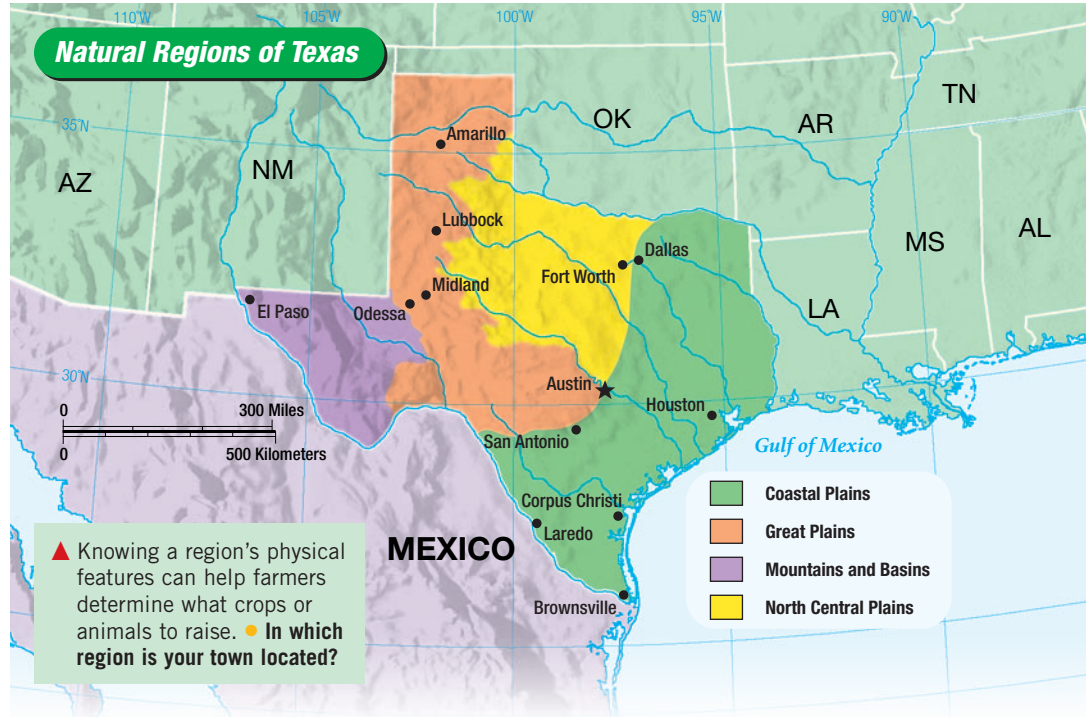 110°W
105°W
100°W
95°W
90°W
Natural Regions of Texas
35°N
30°N
AZ
NM
OK
AR
TN
MS
AL
LA
Amarillo
Lubbock
Midland
Odessa
El Paso
Fort Worth
Dallas
Austin
Houston
San Antonio
Corpus Christi
Laredo
Brownsville
MEXICO
Gulf of Mexico
0 300 Miles
0 500 Kilometers
Coastal Plains
Great Plains
Mountains and Basins
North Central Plains
Knowing a region's physical
features can help farmers
determine what crops or
animals to raise. ● In which
region is your town located?